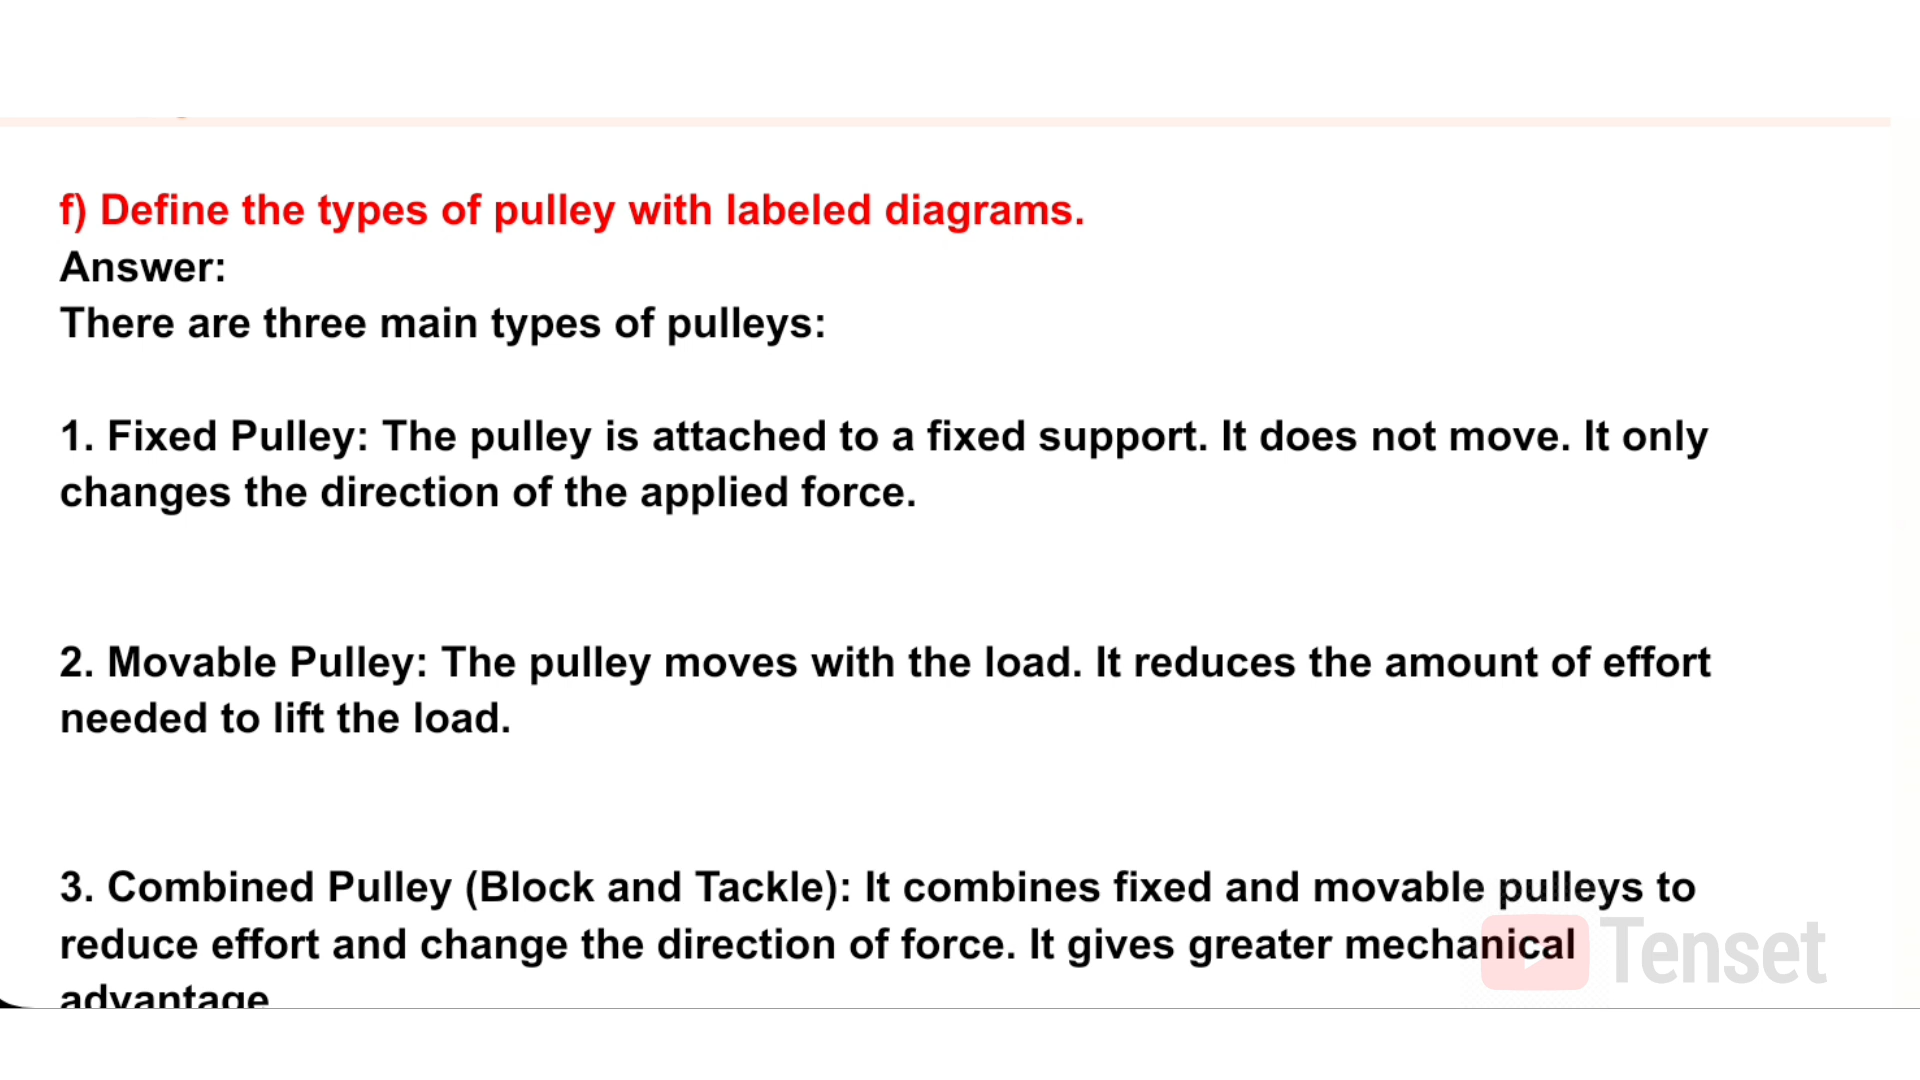 f) Define the types of pulley with labeled diagrams.
Answer:
There are three main types of pulleys:
1. Fixed Pulley: The pulley is attached to a fixed support. It does not move. It only
changes the direction of the applied force.
2. Movable Pulley: The pulley moves with the load. It reduces the amount of effort
needed to lift the load.
3. Combined Pulley (Block and Tackle): It combines fixed and movable pulleys to
reduce effort and change the direction of force. It gives greater mechanical
advantage
Tenset